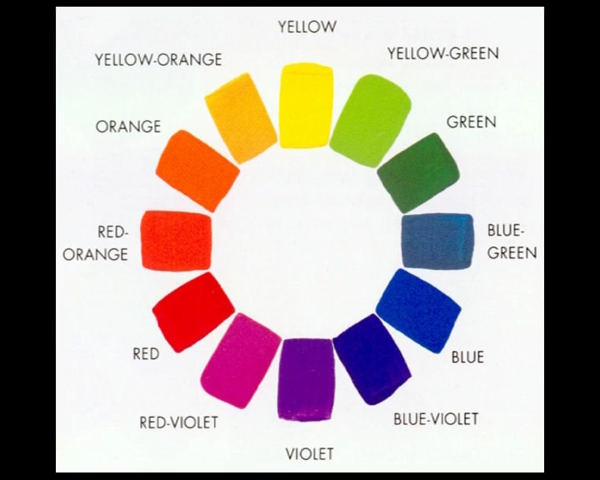 YELLOW
YELLOW-GREEN
GREEN
BLUE-
GREEN
BLUE
BLUE-VIOLET
VIOLET
RED-VIOLET
RED
RED-
ORANGE
ORANGE
YELLOW-ORANGE